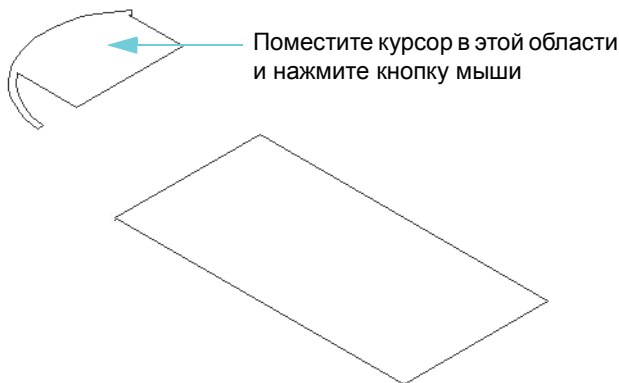 Поместите курсор в этой области
и нажмите кнопку мыши